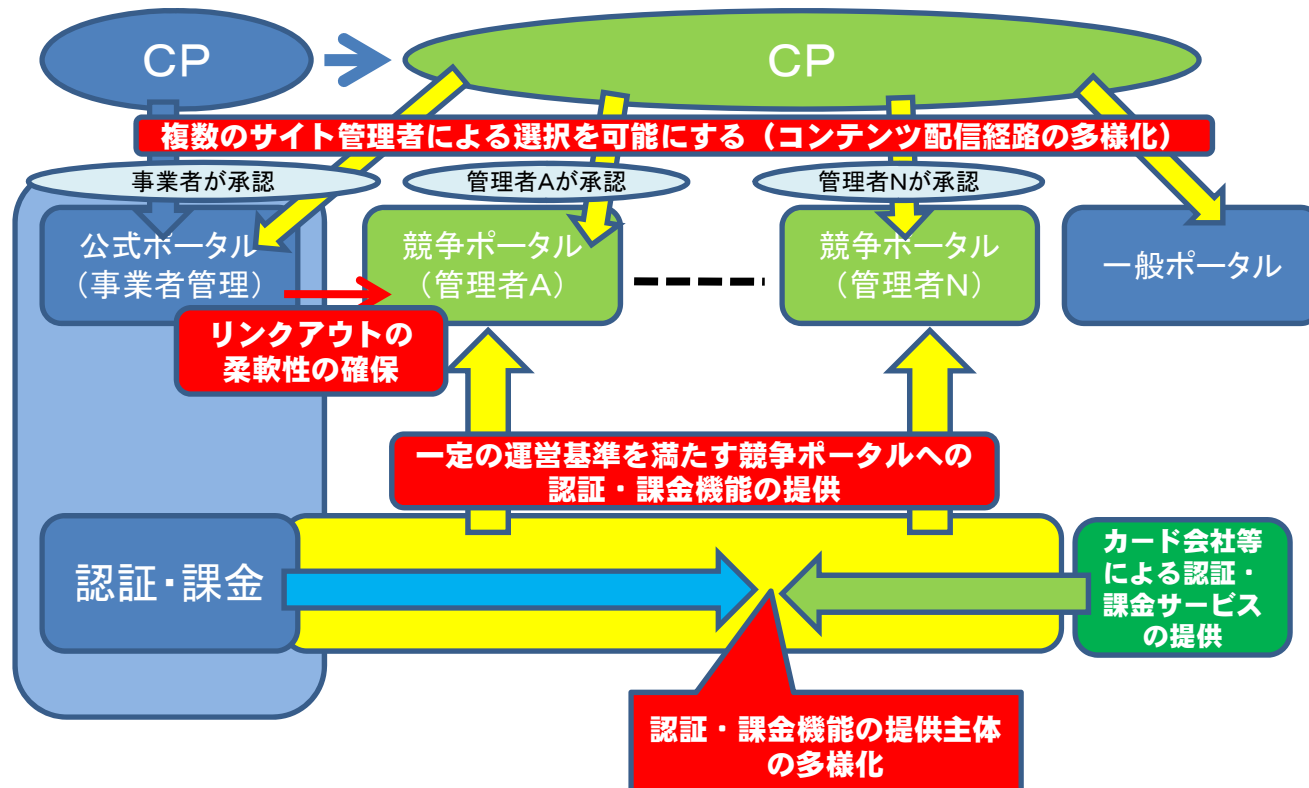 CP
CP
複数のサイト管理者による選択を可能にする（コンテンツ配信経路の多様化）
事業者が承認
管理者Aが承認
管理者Nが承認
公式ポータル
（事業者管理）
競争ポータル
（管理者A）
競争ポータル
（管理者N）
一般ポータル
リンクアウトの
柔軟性の確保
一定の運営基準を満たす競争ポータルへの
認証・課金機能の提供
認証・課金
カード会社等
による認証・
課金サービス
の提供
認証・課金機能の提供主体
の多様化